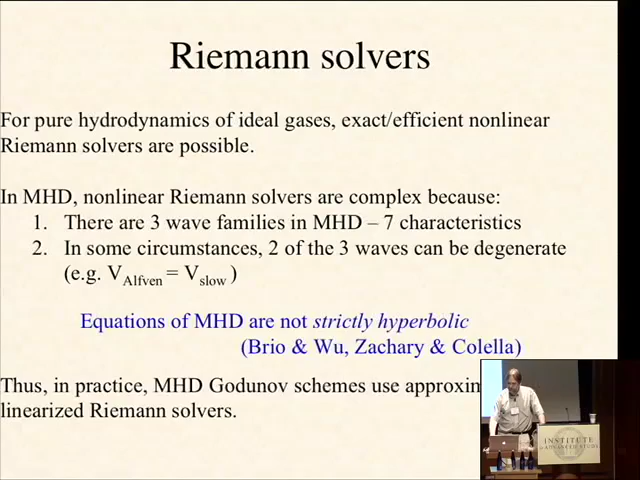 Riemann solvers
For pure hydrodynamics of ideal gases, exact/efficient nonlinear
Riemann solvers are possible.
In MHD, nonlinear Riemann solvers are complex because:
1. There are 3 wave families in MHD – 7 characteristics
2. In some circumstances, 2 of the 3 waves can be degenerate
(e.g. VAlfven = Vslow )
Equations of MHD are not strictly hyperbolic
(Brio & Wu, Zachary & Colella)
Thus, in practice, MHD Godunov schemes use
linearized Riemann solvers.
INSTITUTE